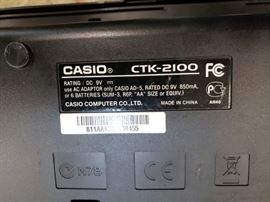 CASIO® CTK-2100 FC
RATING: DC 9V
USE AC ADAPTOR ONLY CASIO AD-5, RATED DC 9V 850mA,
or 6 BATTERIES (SUM-3, R6P, "AA" SIZE OR EQUIV.)
CASIO COMPUTER CO., LTD. MADE IN CHINA